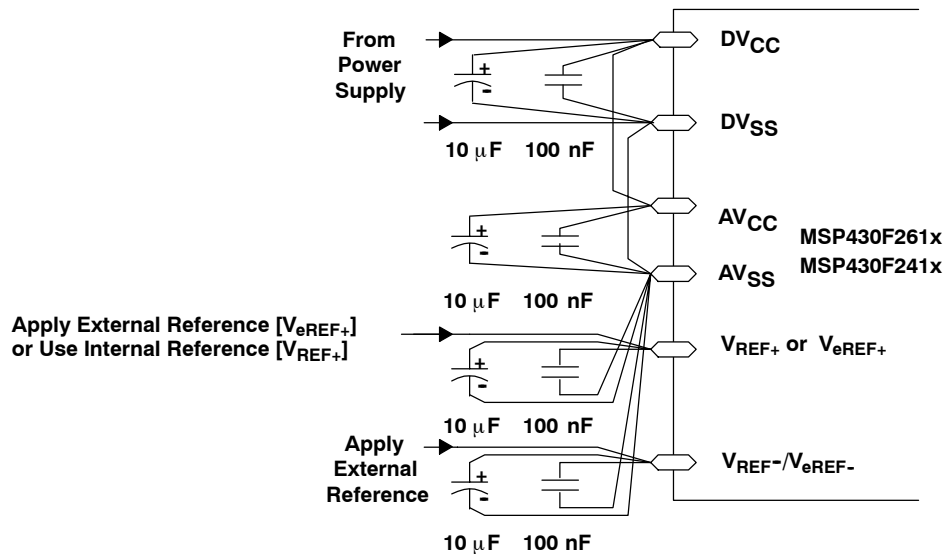 From
Power
Supply
DVCC
+
-
DVSS
10 μF 100 nF
AVCC
+
-
MSP430F261x
MSP430F241x
AVSS
10 μF 100 nF
Apply External Reference [VeREF+]
or Use Internal Reference [VREF+]
VREF+ or VeREF+
+
-
10 μF 100 nF
Apply
External
Reference
VREF-/VeREF-
+
-
10 μF 100 nF